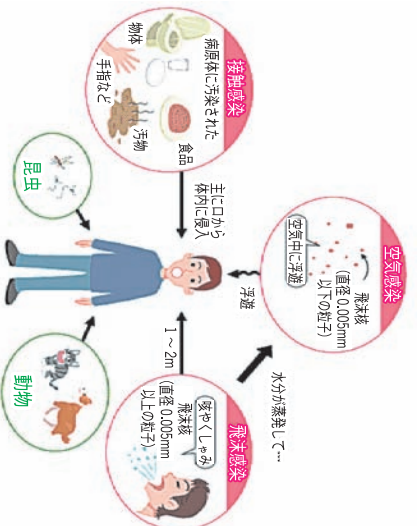 空気感染
飛沫核
(直径0.005mm
以下の粒子)
空気中に浮遊
水分が蒸発して…
浮遊
接触感染
病原体に汚染された
物体
食品
手指など
汚物
主に口から
体内に侵入
飛沫感染
咳やくしゃみ
飛沫核
(直径0.005mm
以上の粒子)
1～2m
昆虫
動物